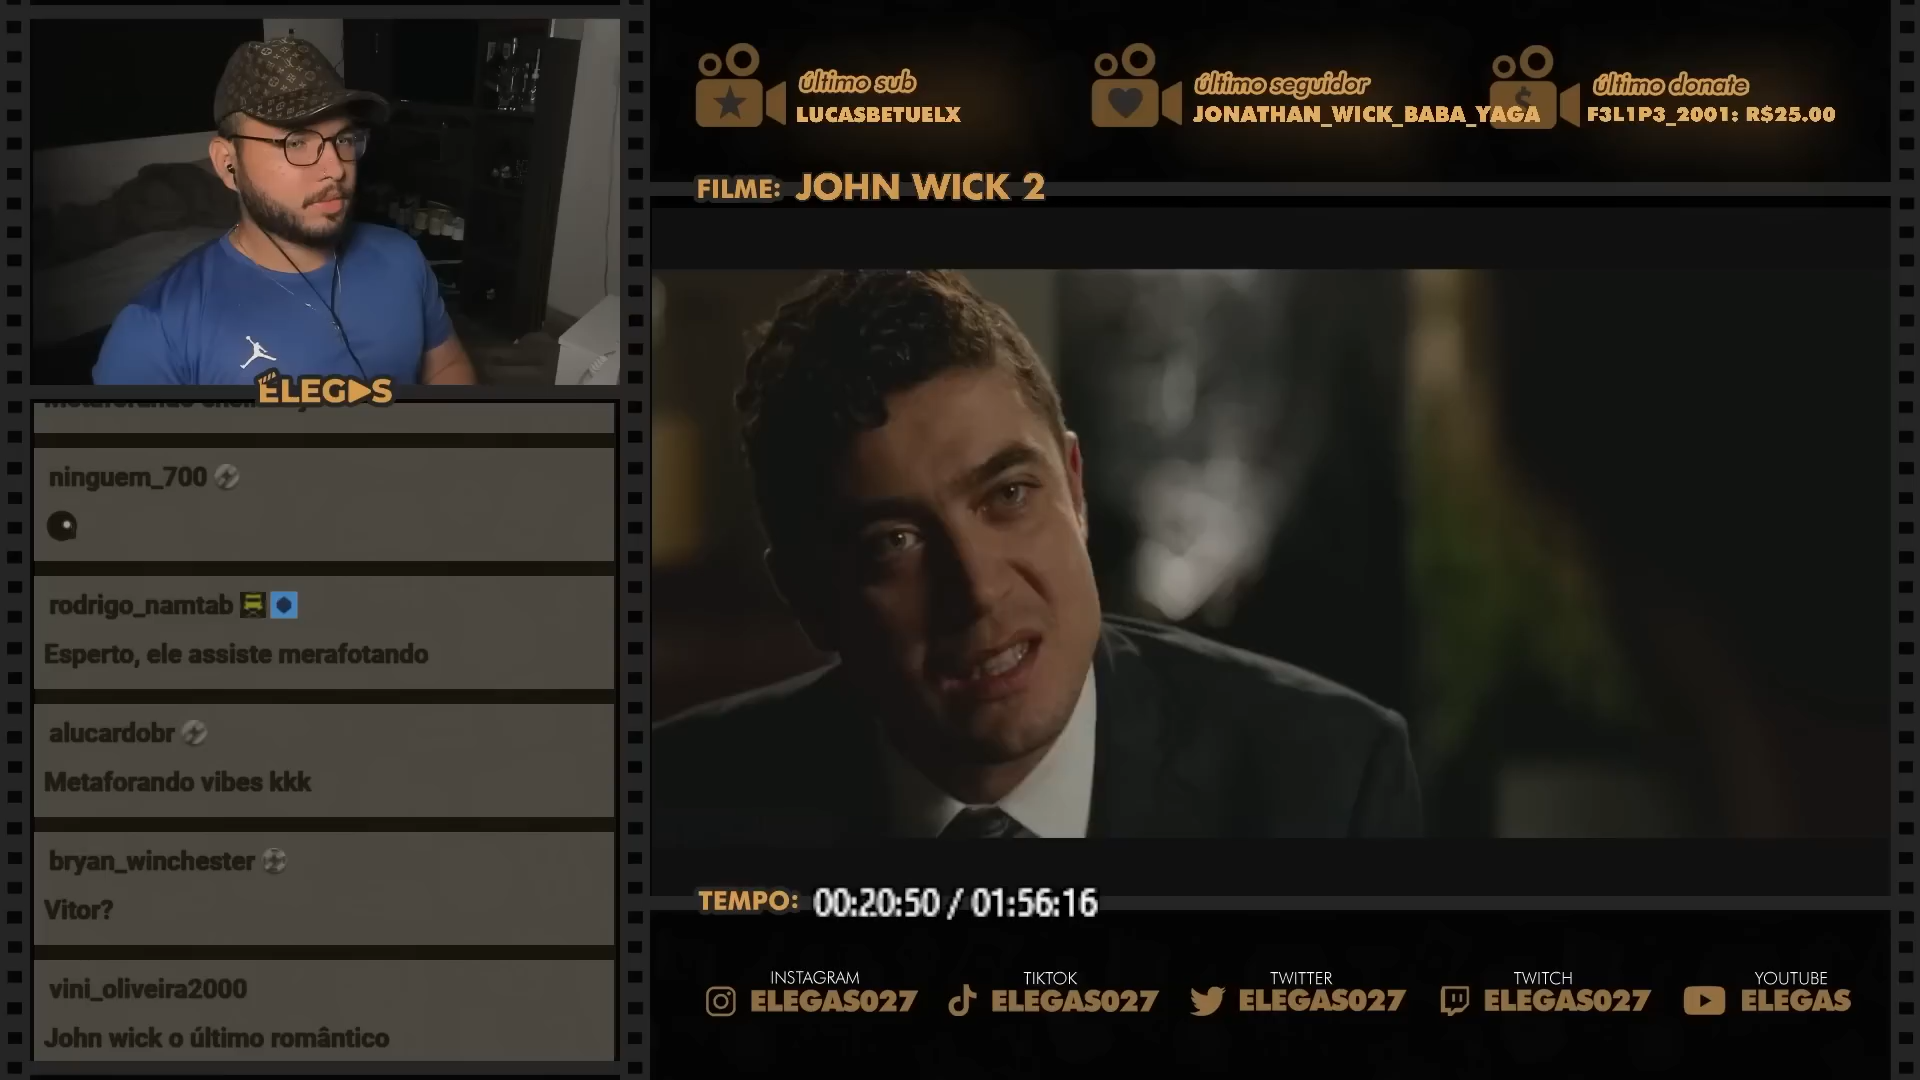 último sub
LUCASBETUELX
último seguidor
JONATHAN_WICK_BABA_YAGA
último donate
F3L1P3_2001: R$25.00
FILME: JOHN WICK 2
ELEGAS
ninguem_700
rodrigo_namtab
Esperto, ele assiste merafotando
alucardobr
Metaforando vibes kkk
bryan_winchester
Vitor?
vini_oliveira2000
John wick o último romântico
TEMPO: 00:20:50 / 01:56:16
INSTAGRAM
ELEGAS027
TIKTOK
ELEGAS027
TWITTER
ELEGAS027
TWITCH
ELEGAS027
YOUTUBE
ELEGAS